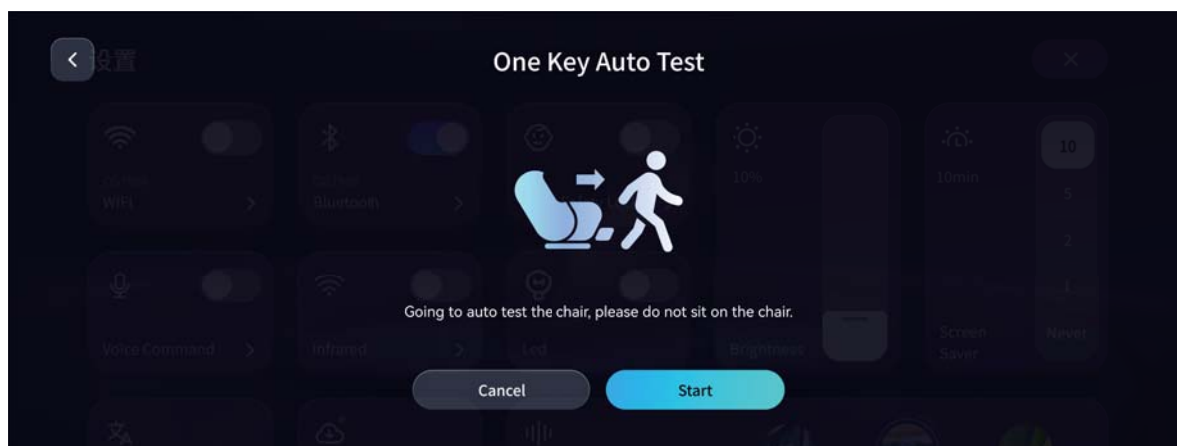 设置
One Key Auto Test
10%
10min
10
5
WiFi
Bluetooth
2
1
Going to auto test the chair, please do not sit on the chair.
Voice Command
Infrared
Led
Brightness
Screen
Saver
Never
Cancel
Start